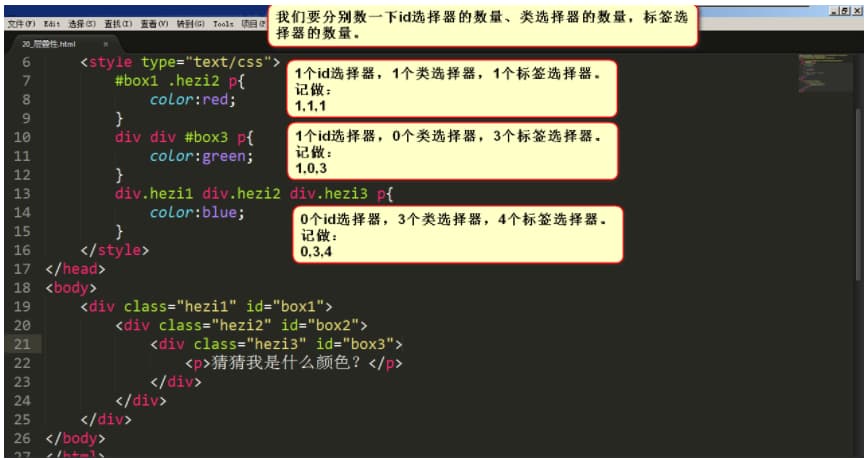 我们要分别数一下id选择器的数量、类选择器的数量，标签选
择器的数量。
文件(F) Edit 选择(S) 查找(I) 查看(V) 转到(G) Tools 项目(P
20_层叠性.html ×
6 <style type="text/css">
7 #box1 .hezi2 p{
8 color:red;
9 }
10 div div #box3 p{
11 color:green;
12 }
13 div.hezi1 div.hezi2 div.hezi3 p{
14 color:blue;
15 }
16 </style>
17 </head>
18 <body>
19 <div class="hezi1" id="box1">
20 <div class="hezi2" id="box2">
21 <div class="hezi3" id="box3">
22 <p>猜猜我是什么颜色？</p>
23 </div>
24 </div>
25 </div>
26 </body>
27 </html>
1个id选择器，1个类选择器，1个标签选择器。
记做：
1,1,1
1个id选择器，0个类选择器，3个标签选择器。
记做：
1,0,3
0个id选择器，3个类选择器，4个标签选择器。
记做：
0,3,4